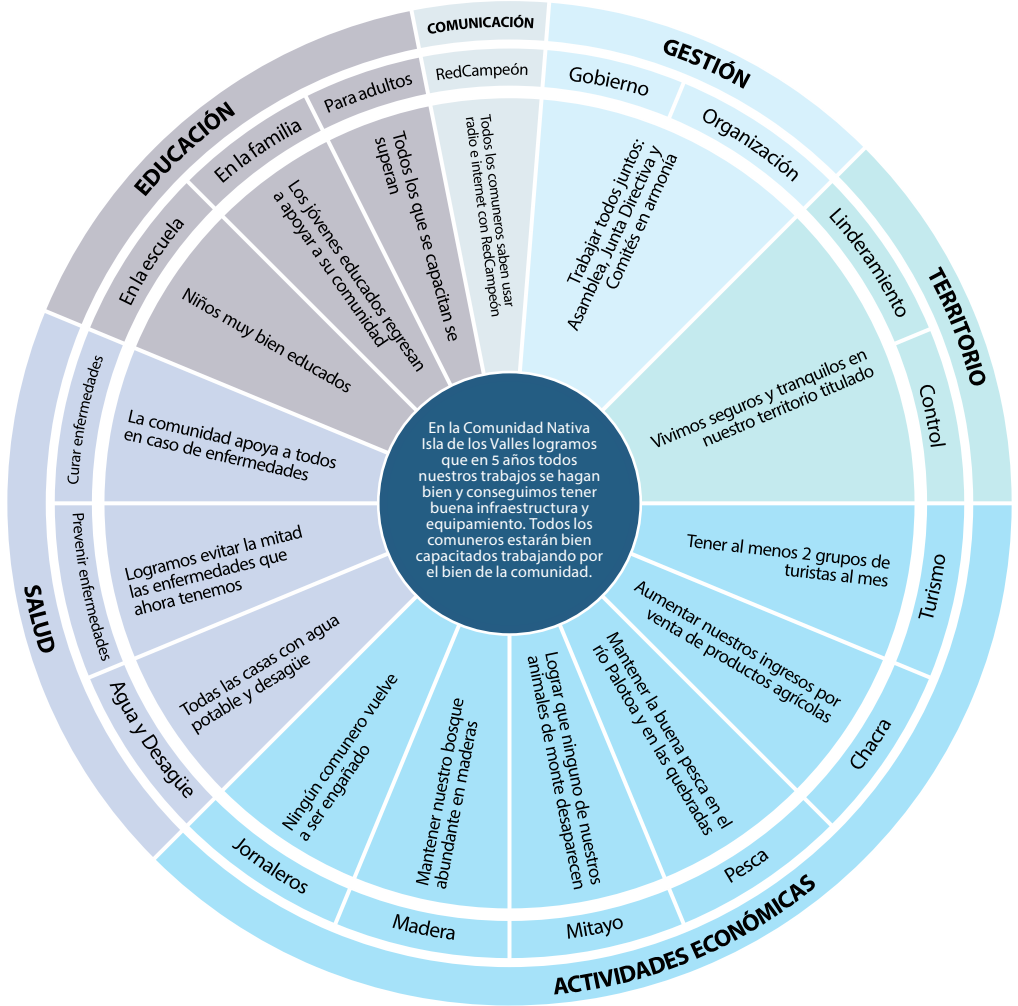 COMUNICACIÓN
RedCampeón
Todos los comuneros saben usar
radio e internet con RedCampeón
GESTIÓN
Gobierno
Organización
Trabajar todos juntos:
Asamblea, Junta Directiva y
Comités en armonía
TERRITORIO
Linderamiento
Control
Vivimos seguros y tranquilos en
nuestro territorio titulado
ACTIVIDADES ECONÓMICAS
Turismo
Tener al menos 2 grupos de
turistas al mes
Chacra
Aumentar nuestros ingresos por
venta de productos agrícolas
Pesca
Mantener la buena pesca en el
río Palotoa y en las quebradas
Mitayo
Lograr que ninguno de nuestros
animales de monte desaparecen
Madera
Mantener nuestro bosque
abundante en maderas
Jornaleros
Ningún comunero vuelve
a ser engañado
SALUD
Agua y Desagüe
Todas las casas con agua
potable y desagüe
Prevenir enfermedades
Logramos evitar la mitad
las enfermedades que
ahora tenemos
Curar enfermedades
La comunidad apoya a todos
en caso de enfermedades
EDUCACIÓN
En la escuela
Niños muy bien educados
En la familia
Los jóvenes educados regresan
a apoyar a su comunidad
Para adultos
Todos los que se capacitan se
superan
En la Comunidad Nativa
Isla de los Valles logramos
que en 5 años todos
nuestros trabajos se hagan
bien y conseguimos tener
buena infraestructura y
equipamiento. Todos los
comuneros estarán bien
capacitados trabajando por
el bien de la comunidad.